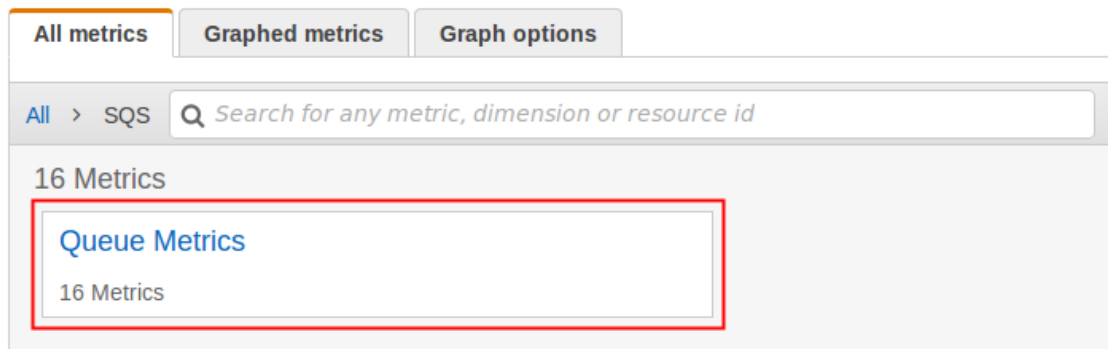 All metrics Graphed metrics Graph options
All > SQS Search for any metric, dimension or resource id
16 Metrics
Queue Metrics
16 Metrics